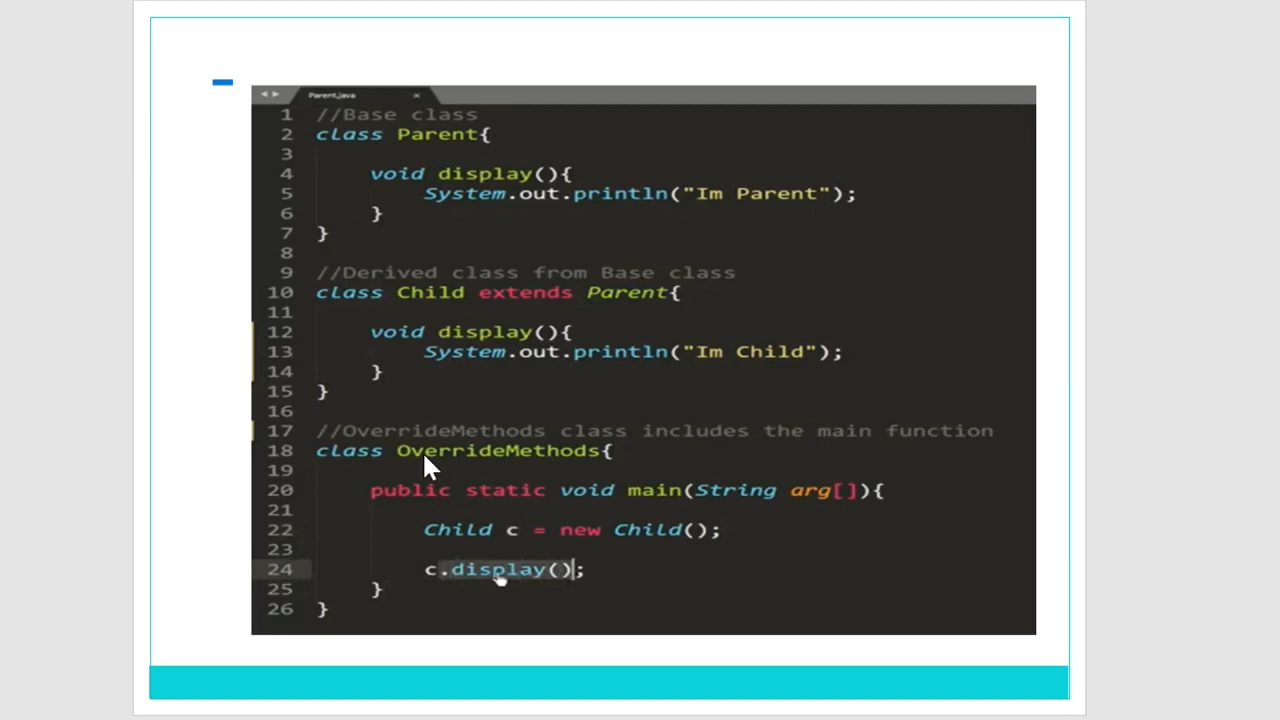 Parent.java
1 //Base class
2 class Parent{
3
4 void display(){
5 System.out.println("Im Parent");
6 }
7 }
8
9 //Derived class from Base class
10 class Child extends Parent{
11
12 void display(){
13 System.out.println("Im Child");
14 }
15 }
16
17 //OverrideMethods class includes the main function
18 class OverrideMethods{
19
20 public static void main(String arg[]){
21
22 Child c = new Child();
23
24 c.display();
25 }
26 }